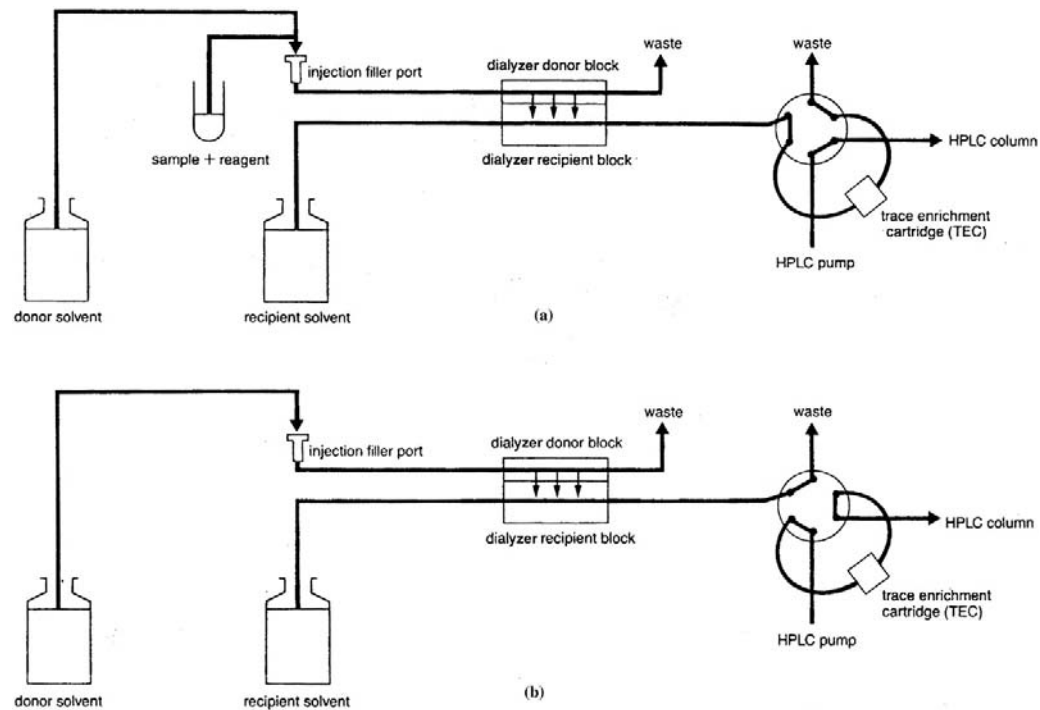 waste
waste
injection filler port
dialyzer donor block
HPLC column
sample + reagent
dialyzer recipient block
trace enrichment
cartridge (TEC)
HPLC pump
donor solvent
recipient solvent
(a)
waste
waste
injection filler port
dialyzer donor block
HPLC column
dialyzer recipient block
trace enrichment
cartridge (TEC)
HPLC pump
donor solvent
recipient solvent
(b)